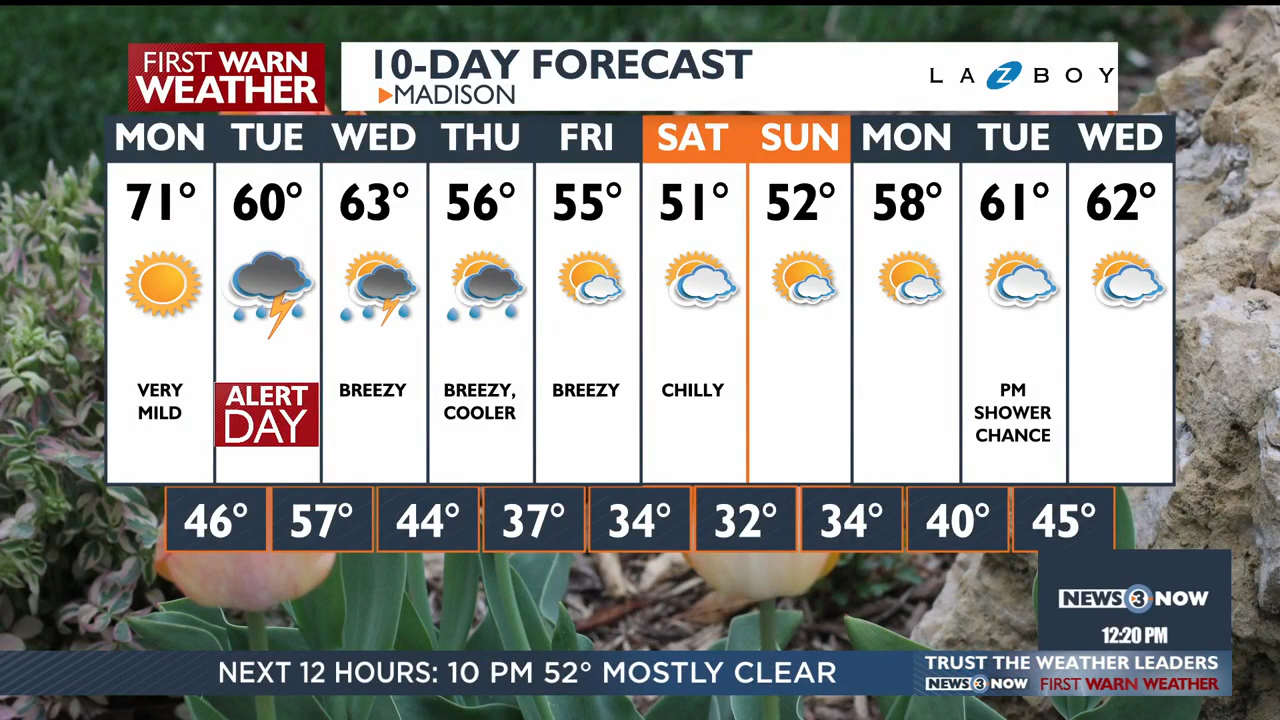 FIRST WARN
WEATHER
10-DAY FORECAST
MADISON
LA Z BOY
MON TUE WED THU FRI SAT SUN MON TUE WED
71° 60° 63° 56° 55° 51° 52° 58° 61° 62°
VERY
MILD
ALERT
DAY
BREEZY
BREEZY,
COOLER
BREEZY
CHILLY
PM
SHOWER
CHANCE
46° 57° 44° 37° 34° 32° 34° 40° 45°
NEWS 3 NOW
12:20 PM
NEXT 12 HOURS: 10 PM 52° MOSTLY CLEAR
TRUST THE WEATHER LEADERS
NEWS 3 NOW FIRST WARN WEATHER